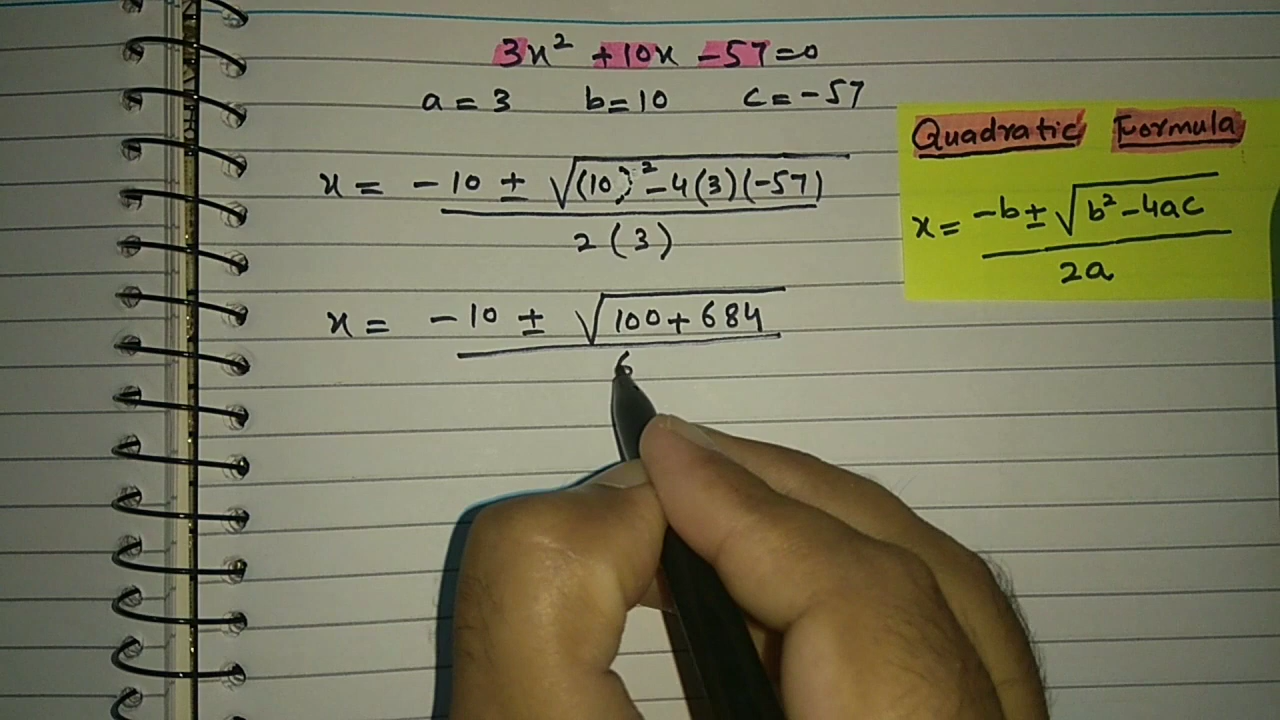 3x² +10x -57=0
a = 3 b=10 c=-57
x = -10 ± √(10)²-4(3)(-57)
2(3)
x = -10 ± √100+684
6
Quadratic Formula
x = -b ± √b²-4ac
2a